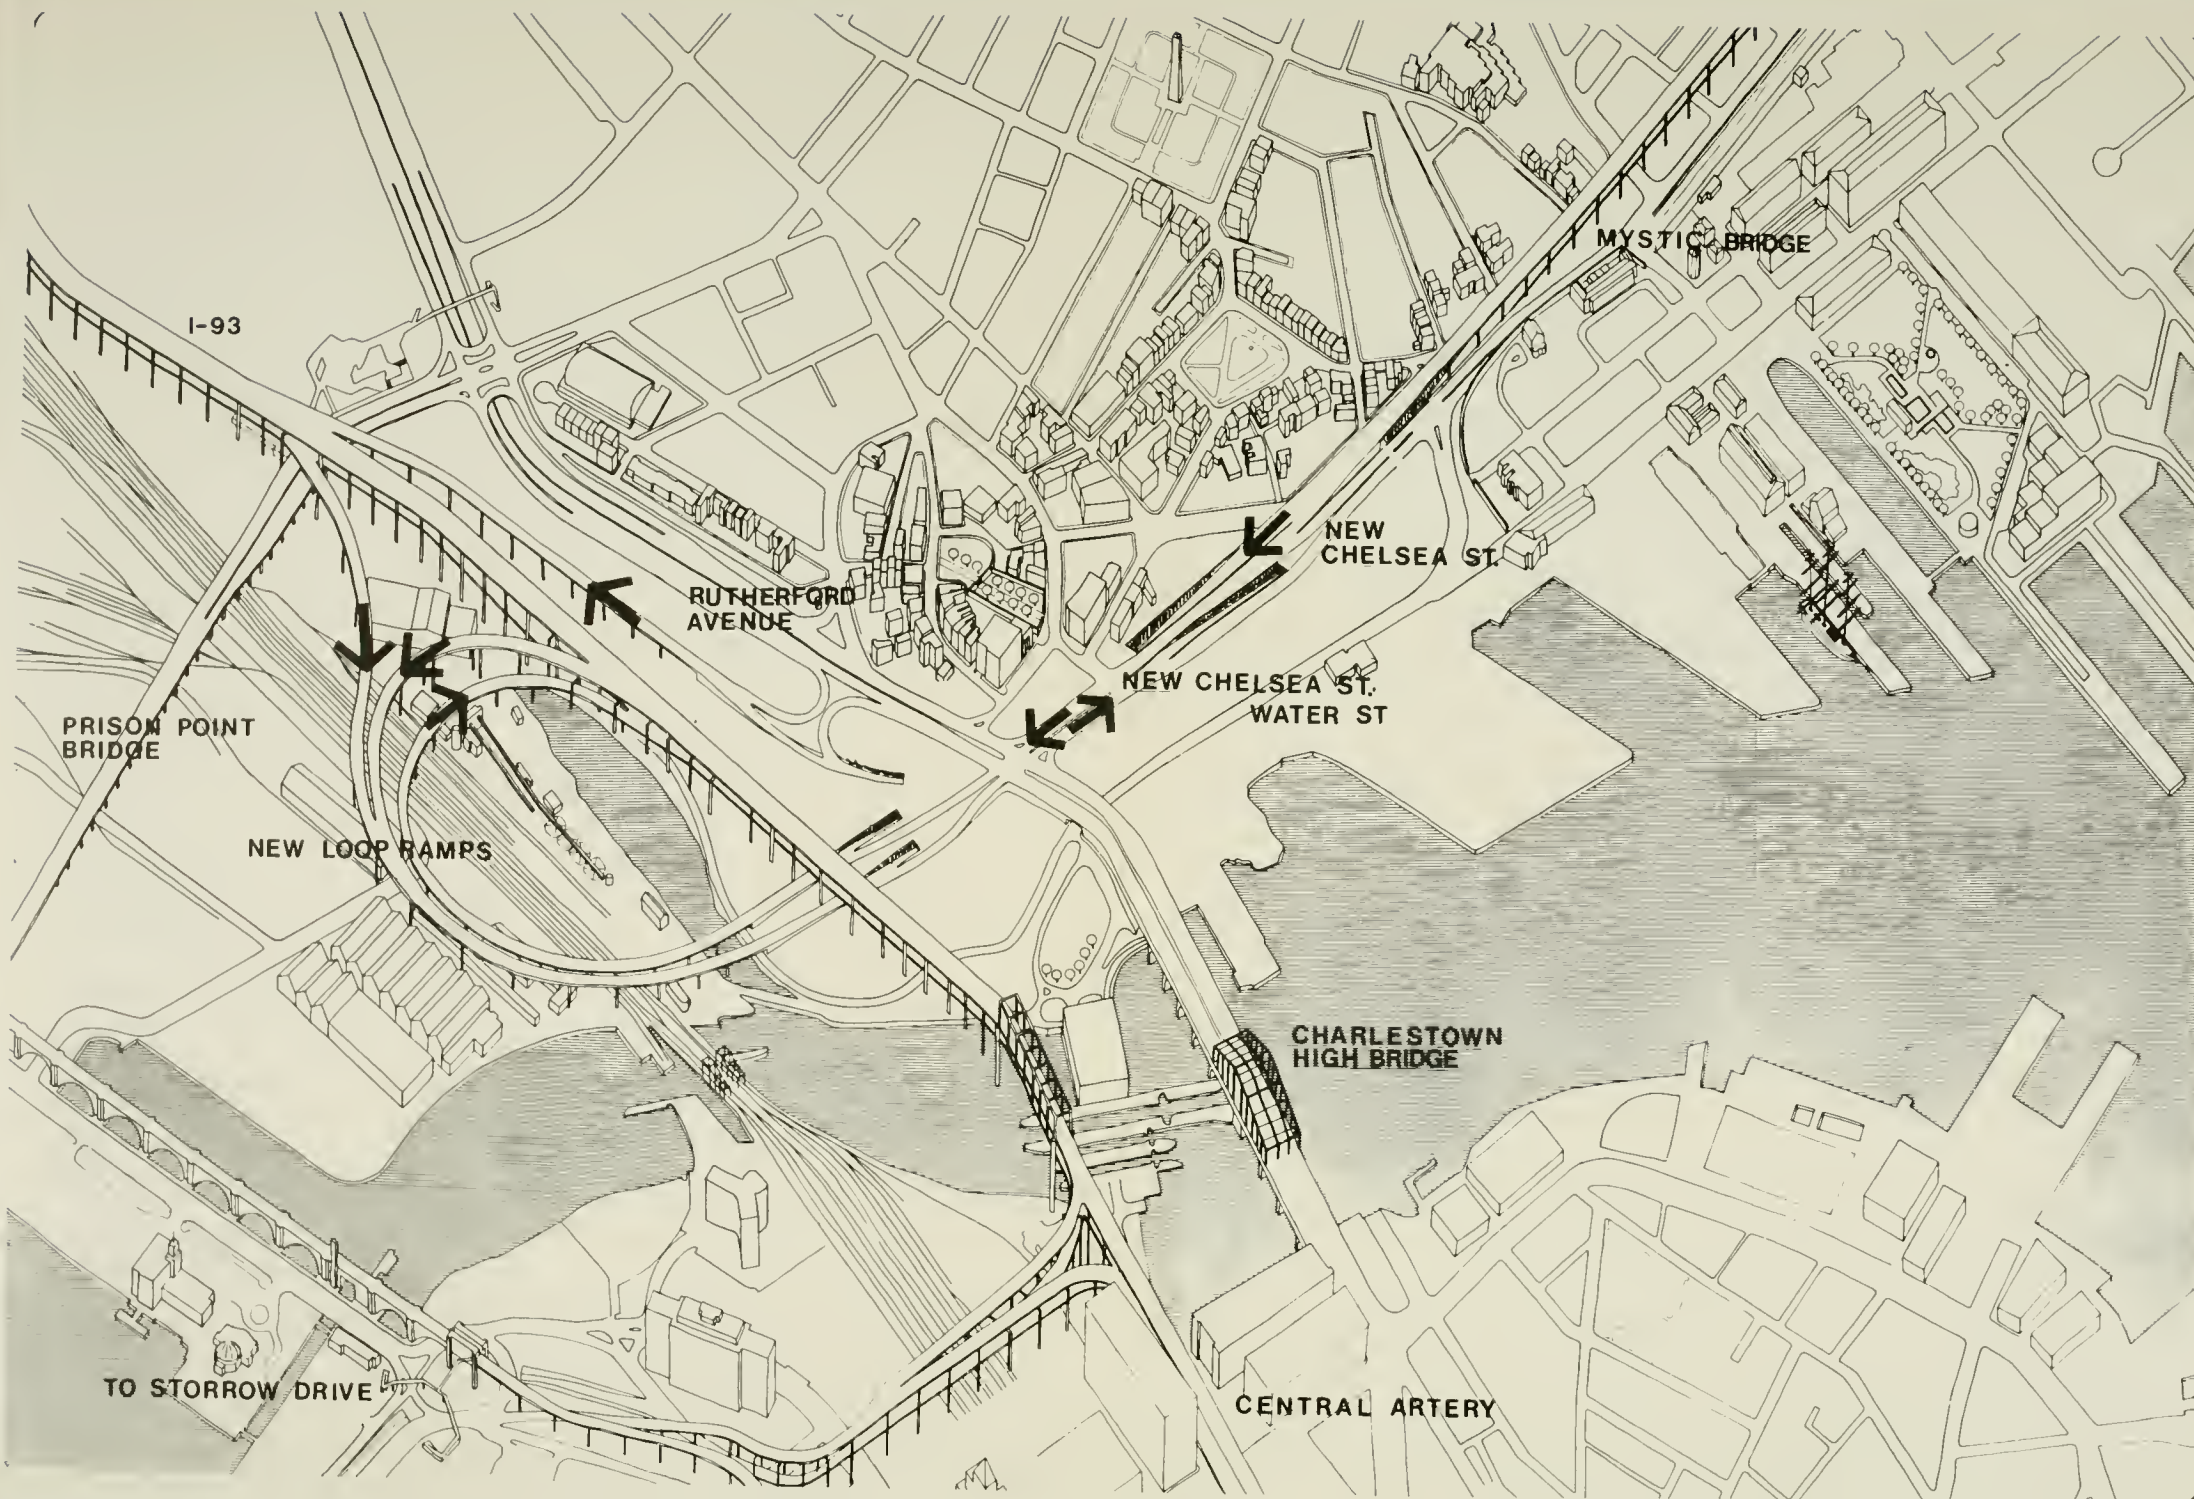 MYSTIC BRIDGE
I-93
NEW
CHELSEA ST.
RUTHERFORD
AVENUE
NEW CHELSEA ST.
WATER ST
PRISON POINT
BRIDGE
NEW LOOP RAMPS
CHARLESTOWN
HIGH BRIDGE
TO STORROW DRIVE
CENTRAL ARTERY